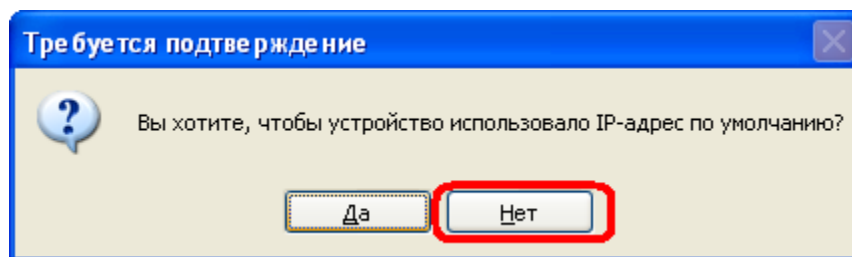 Требуется подтверждение
Вы хотите, чтобы устройство использовало IP-адрес по умолчанию?
Да Нет